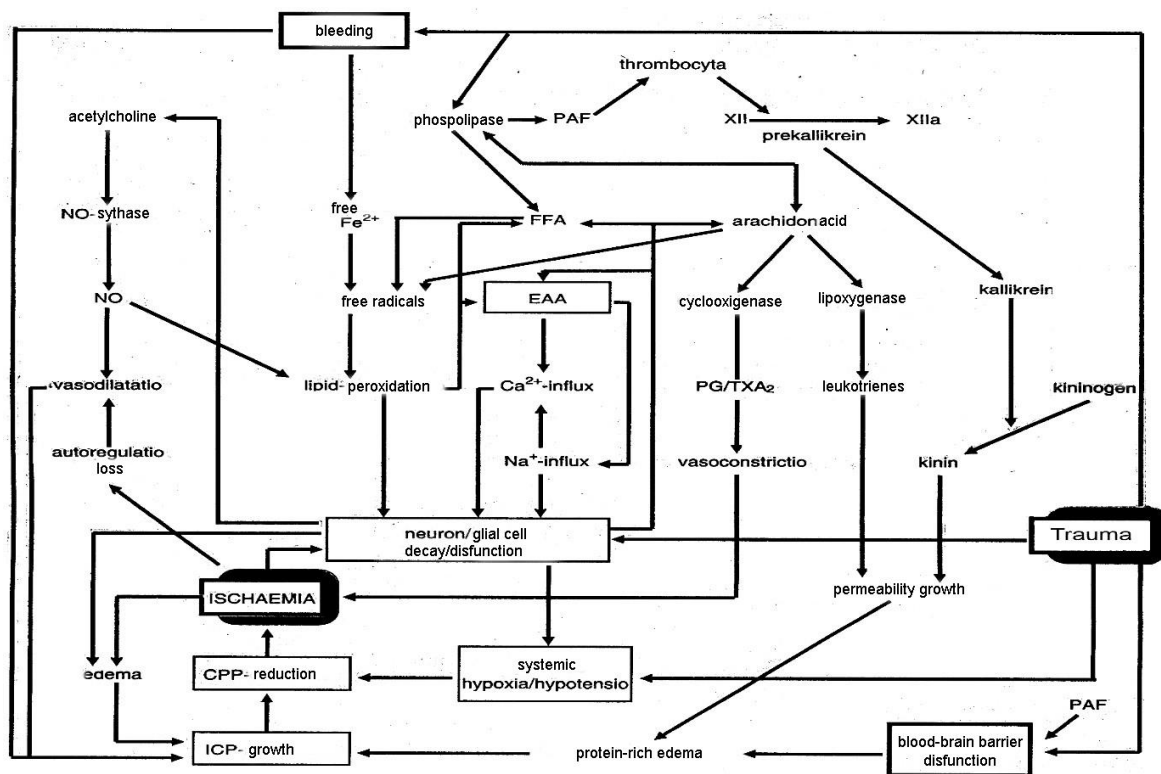 bleeding
thrombocyta
acetylcholine
phospolipase
PAF
XII
XIIa
prekallikrein
NO-sythase
free
Fe2+
FFA
arachidon acid
NO
free radicals
EAA
cyclooxigenase
lipoxygenase
kallikrein
vasodilatatio
lipid- peroxidation
Ca2+-influx
PG/TXA2
leukotrienes
kininogen
autoregulatio
loss
Na+-influx
vasoconstrictio
kinin
neuron/glial cell
decay/disfunction
Trauma
ISCHAEMIA
permeability growth
edema
CPP- reduction
systemic
hypoxia/hypotensio
PAF
ICP- growth
protein-rich edema
blood-brain barrier
disfunction